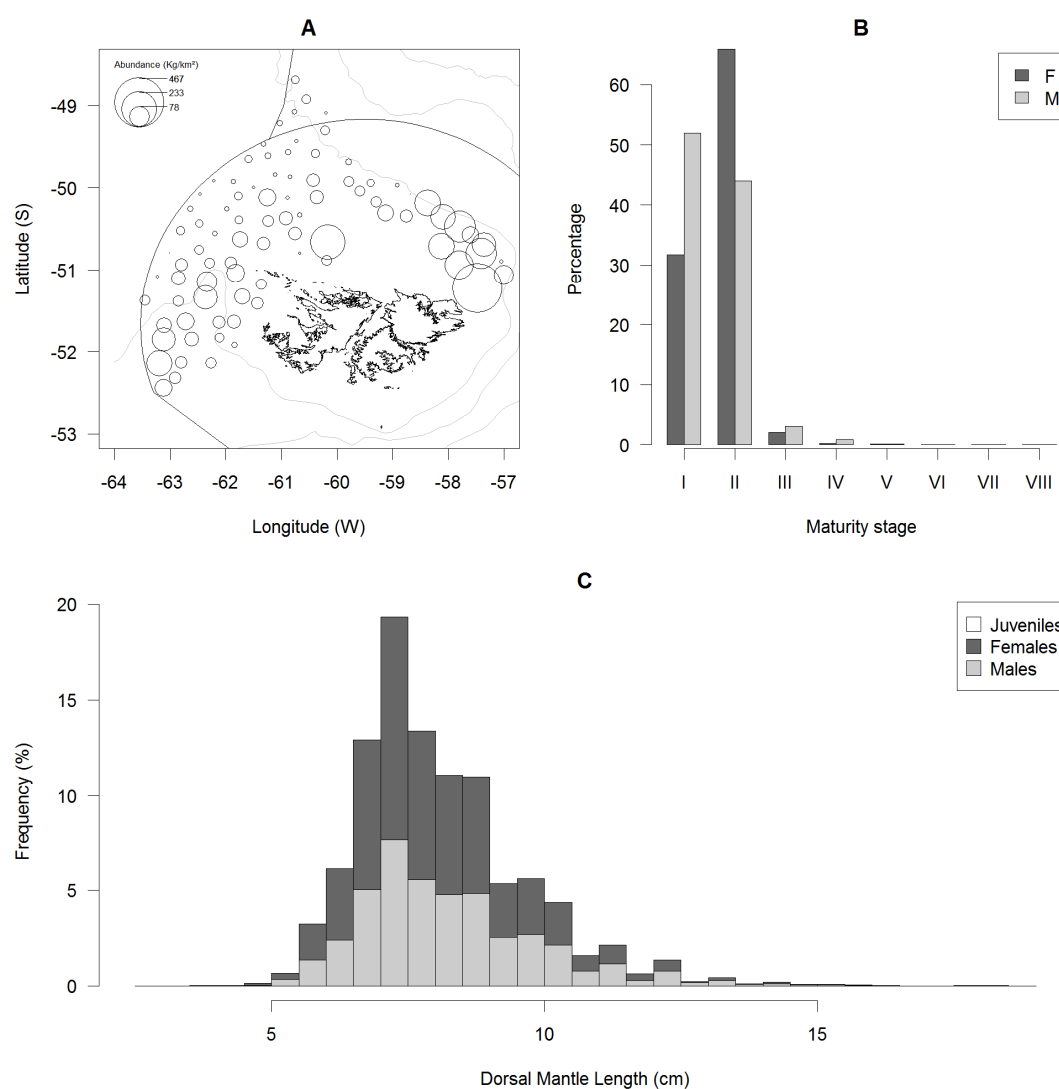 A
Abundance (Kg/km²)
467
233
78
-49
-50
-51
-52
-53
Latitude (S)
-64 -63 -62 -61 -60 -59 -58 -57
Longitude (W)
B
F
M
60
50
40
30
20
10
0
Percentage
I II III IV V VI VII VIII
Maturity stage
C
Juveniles
Females
Males
20
15
10
5
0
Frequency (%)
5 10 15
Dorsal Mantle Length (cm)